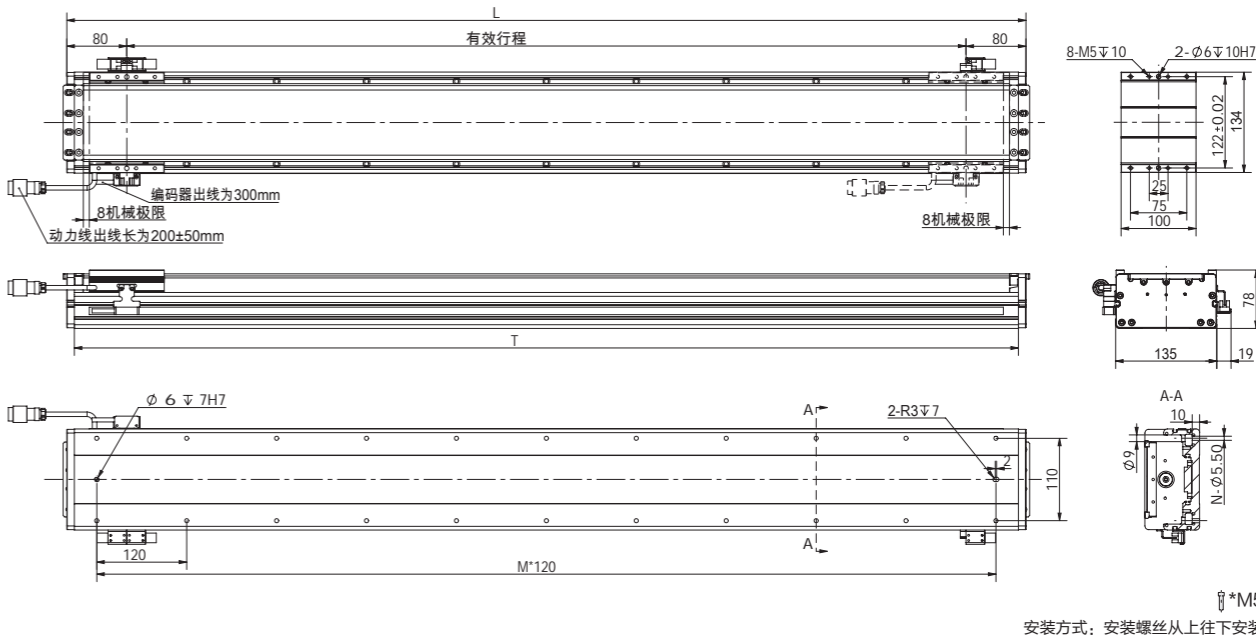 L
80
有效行程
80
8-M5↧10
2-Φ6↧10H7
122±0.02
134
25
75
100
编码器出线为300mm
8机械极限
8机械极限
动力线出线长为200±50mm
T
78
135
19
Φ 6 ↧ 7H7
A
2-R3↧7
2
110
A
120
M*120
A-A
10
Φ9
N-Φ5.50
*M5
安装方式：安装螺丝从上往下安装